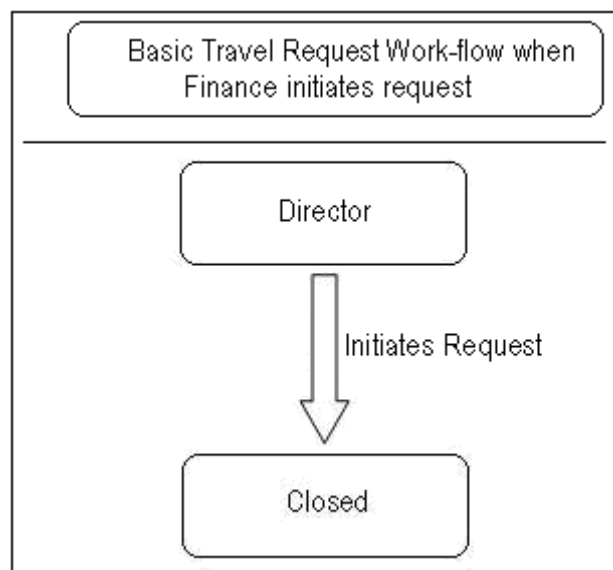 Basic Travel Request Work-flow when
Finance initiates request
Director
Initiates Request
Closed